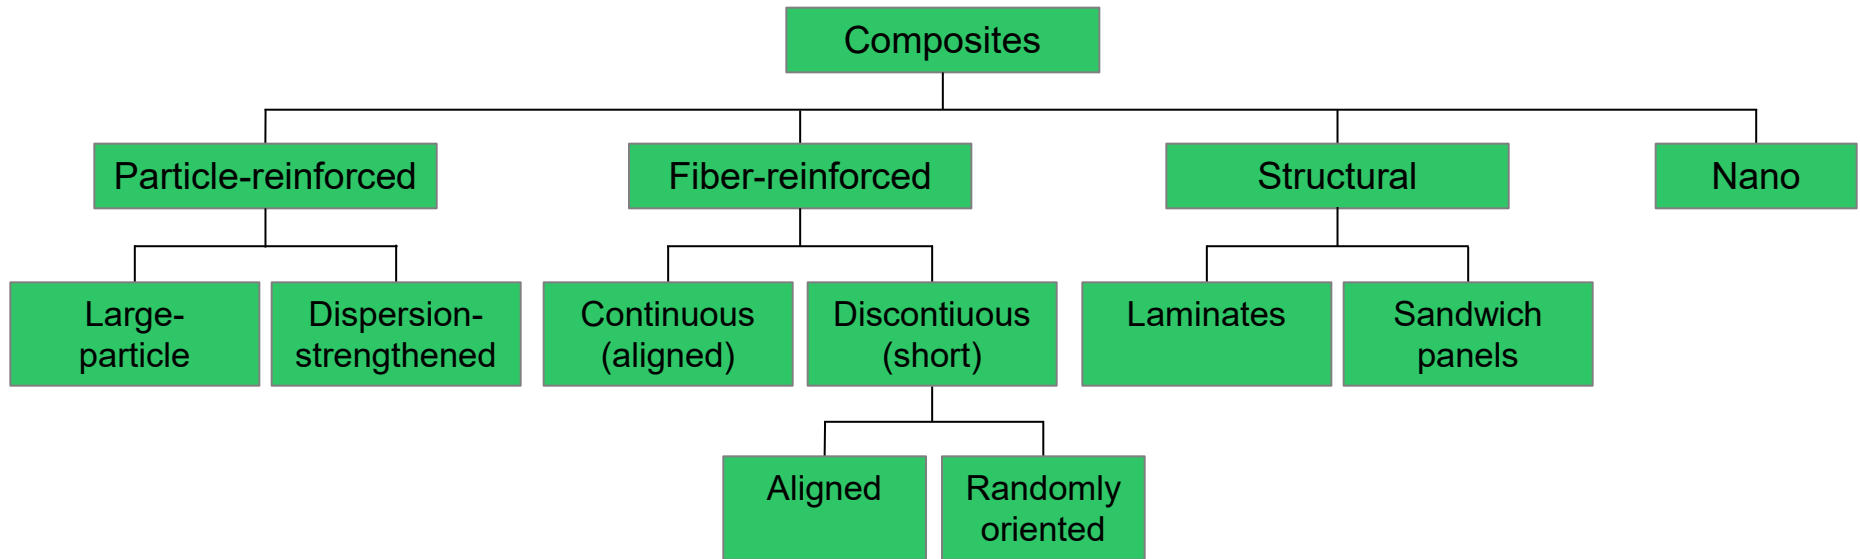 Composites
Particle-reinforced
Fiber-reinforced
Structural
Nano
Large-
particle
Dispersion-
strengthened
Continuous
(aligned)
Discontiuous
(short)
Laminates
Sandwich
panels
Aligned
Randomly
oriented